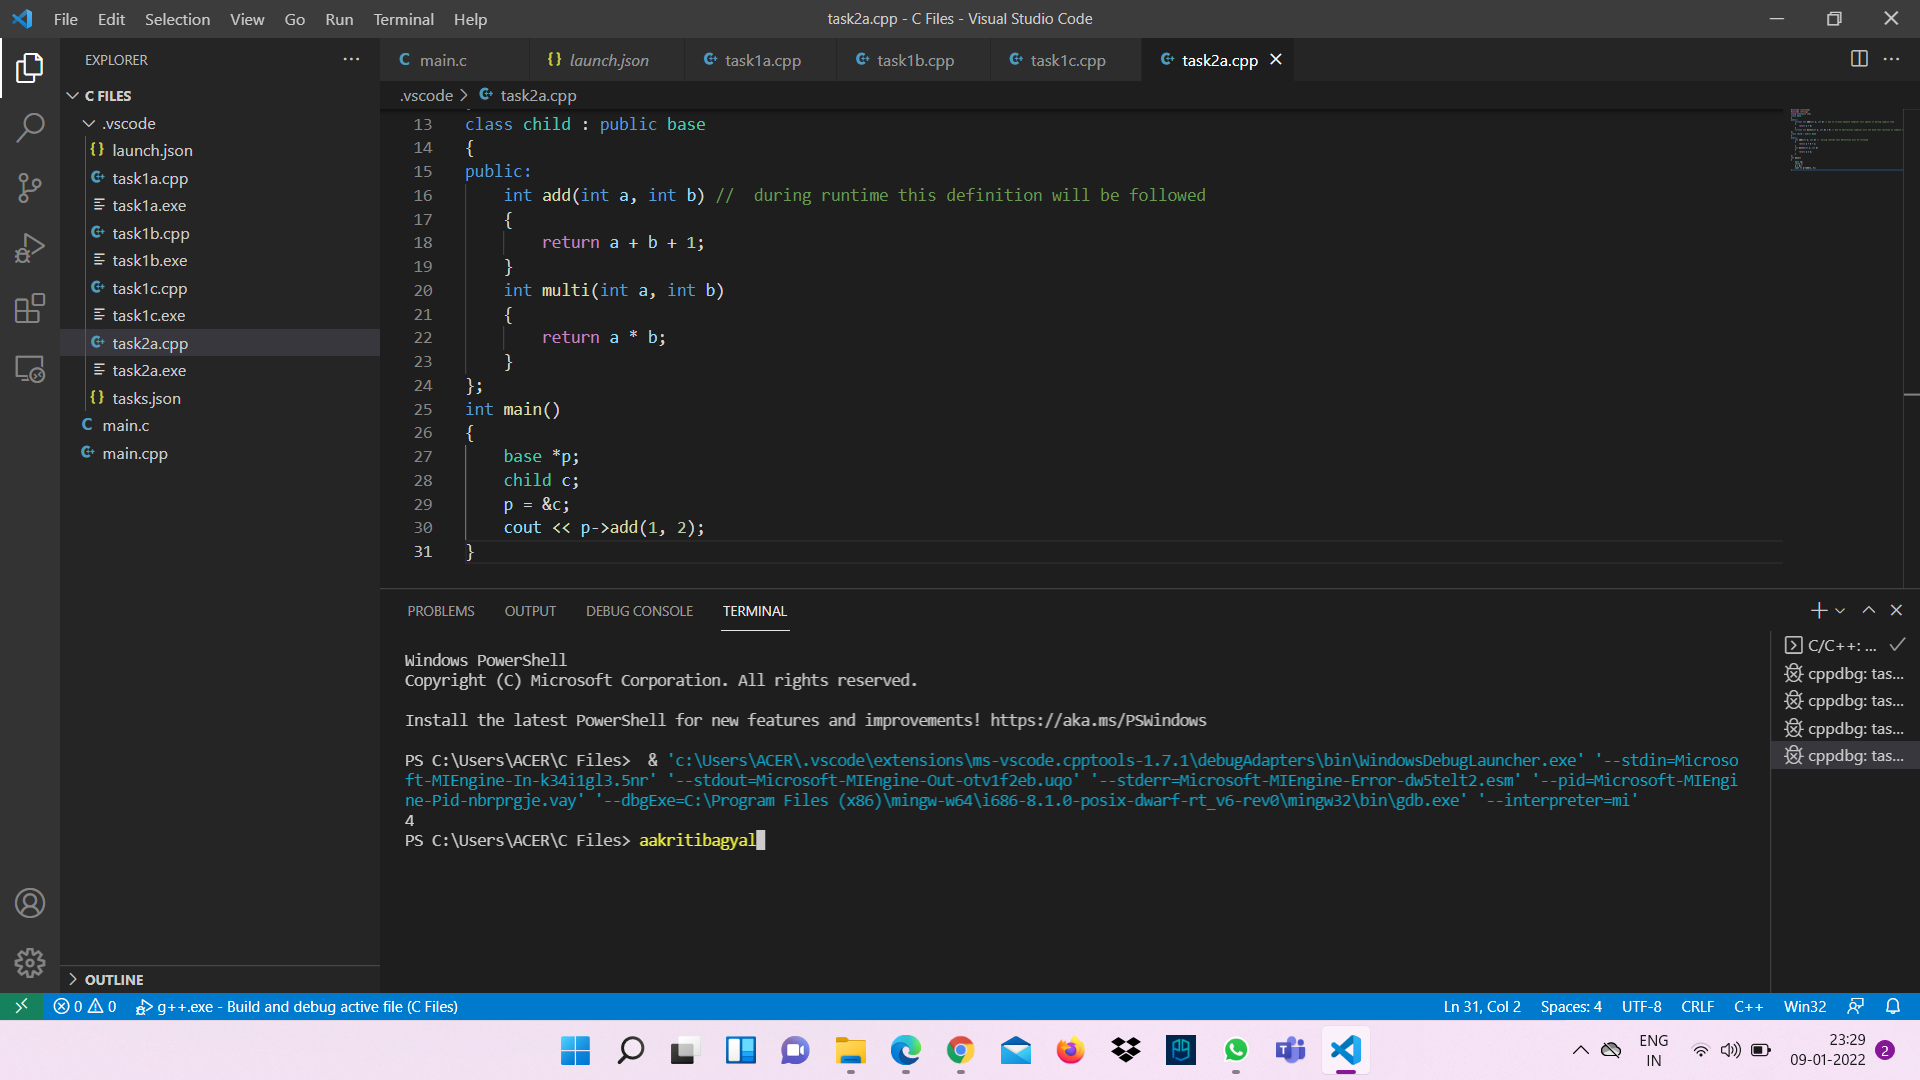 File Edit Selection View Go Run Terminal Help
task2a.cpp - C Files - Visual Studio Code
EXPLORER
main.c
launch.json
task1a.cpp
task1b.cpp
task1c.cpp
task2a.cpp
C FILES
.vscode
launch.json
task1a.cpp
task1a.exe
task1b.cpp
task1b.exe
task1c.cpp
task1c.exe
task2a.cpp
task2a.exe
tasks.json
main.c
main.cpp
OUTLINE
.vscode > task2a.cpp
13 class child : public base
14 {
15 public:
16 int add(int a, int b) //  during runtime this definition will be followed
17 {
18 return a + b + 1;
19 }
20 int multi(int a, int b)
21 {
22 return a * b;
23 }
24 };
25 int main()
26 {
27 base *p;
28 child c;
29 p = &c;
30 cout << p->add(1, 2);
31 }
PROBLEMS OUTPUT DEBUG CONSOLE TERMINAL
Windows PowerShell
Copyright (C) Microsoft Corporation. All rights reserved.
Install the latest PowerShell for new features and improvements! https://aka.ms/PSWindows
PS C:\Users\ACER\C Files>  & 'c:\Users\ACER\.vscode\extensions\ms-vscode.cpptools-1.7.1\debugAdapters\bin\WindowsDebugLauncher.exe' '--stdin=Microso
ft-MIEngine-In-k34i1gl3.5nr' '--stdout=Microsoft-MIEngine-Out-otv1f2eb.uqo' '--stderr=Microsoft-MIEngine-Error-dw5telt2.esm' '--pid=Microsoft-MIEngi
ne-Pid-nbrprgje.vay' '--dbgExe=C:\Program Files (x86)\mingw-w64\i686-8.1.0-posix-dwarf-rt_v6-rev0\mingw32\bin\gdb.exe' '--interpreter=mi'
4
PS C:\Users\ACER\C Files> aakritibagyal
C/C++: ...
cppdbg: tas...
cppdbg: tas...
cppdbg: tas...
cppdbg: tas...
0 0 g++.exe - Build and debug active file (C Files)
Ln 31, Col 2 Spaces: 4 UTF-8 CRLF C++ Win32
ENG
IN
23:29
09-01-2022
2